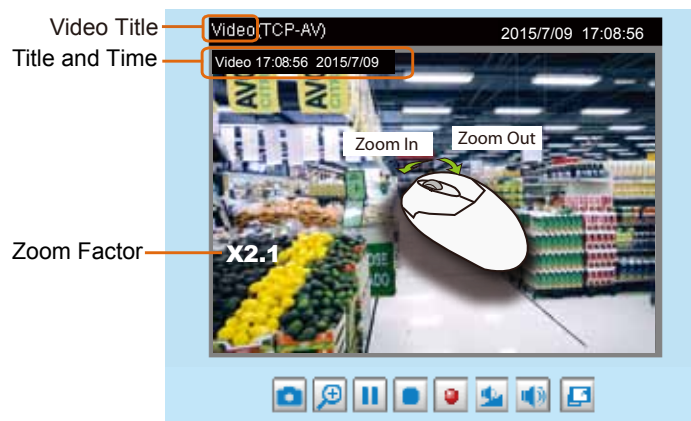 Video Title
Video(TCP-AV) 2015/7/09 17:08:56
Title and Time
Video 17:08:56 2015/7/09
Zoom In Zoom Out
Zoom Factor
X2.1